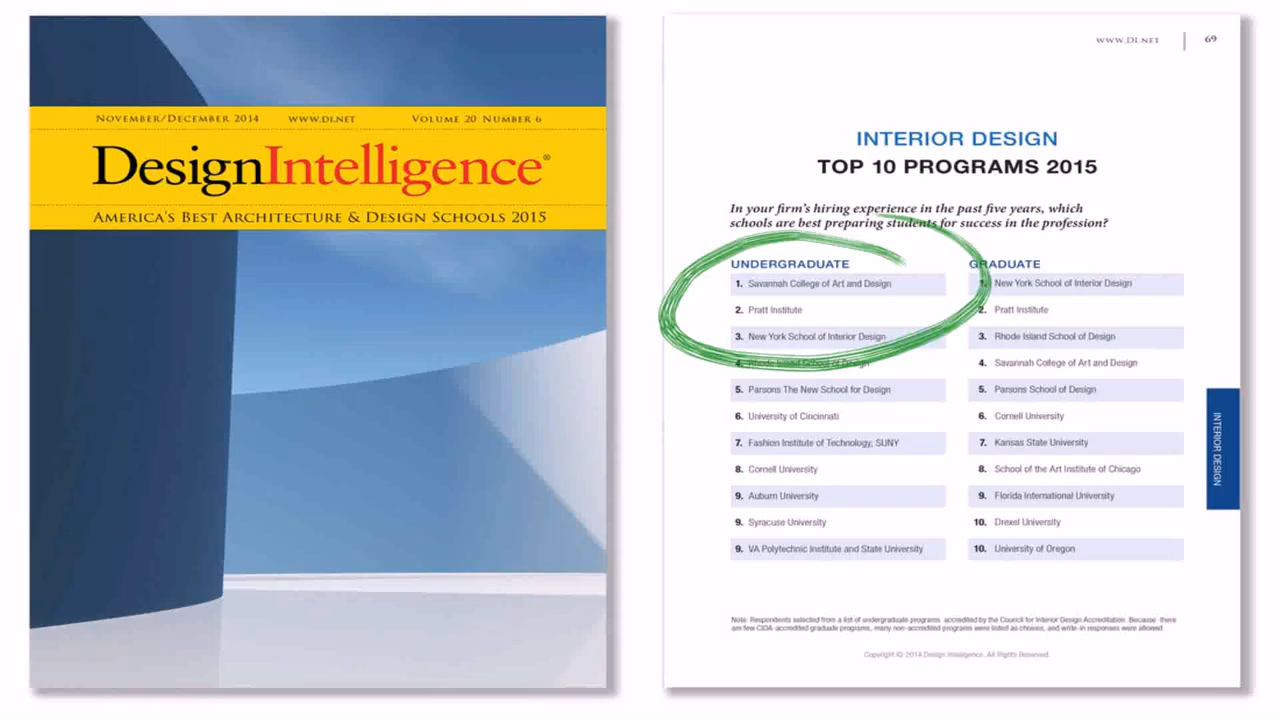 NOVEMBER/DECEMBER 2014 WWW.DI.NET VOLUME 20 NUMBER 6
DesignIntelligence®
AMERICA'S BEST ARCHITECTURE & DESIGN SCHOOLS 2015
WWW.DI.NET 69
INTERIOR DESIGN
TOP 10 PROGRAMS 2015
In your firm's hiring experience in the past five years, which
schools are best preparing students for success in the profession?
UNDERGRADUATE
1. Savannah College of Art and Design
2. Pratt Institute
3. New York School of Interior Design
4. Rhode Island School of Design
5. Parsons The New School for Design
6. University of Cincinnati
7. Fashion Institute of Technology, SUNY
8. Cornell University
9. Auburn University
9. Syracuse University
9. VA Polytechnic Institute and State University
GRADUATE
1. New York School of Interior Design
2. Pratt Institute
3. Rhode Island School of Design
4. Savannah College of Art and Design
5. Parsons School of Design
6. Cornell University
7. Kansas State University
8. School of the Art Institute of Chicago
9. Florida International University
10. Drexel University
10. University of Oregon
INTERIOR DESIGN
Note: Respondents selected from a list of undergraduate programs accredited by the Council for Interior Design Accreditation. Because there
are few CIDA-accredited graduate programs, many non-accredited programs were listed as choices, and write-in responses were allowed.
Copyright © 2014 Design Intelligence. All Rights Reserved.